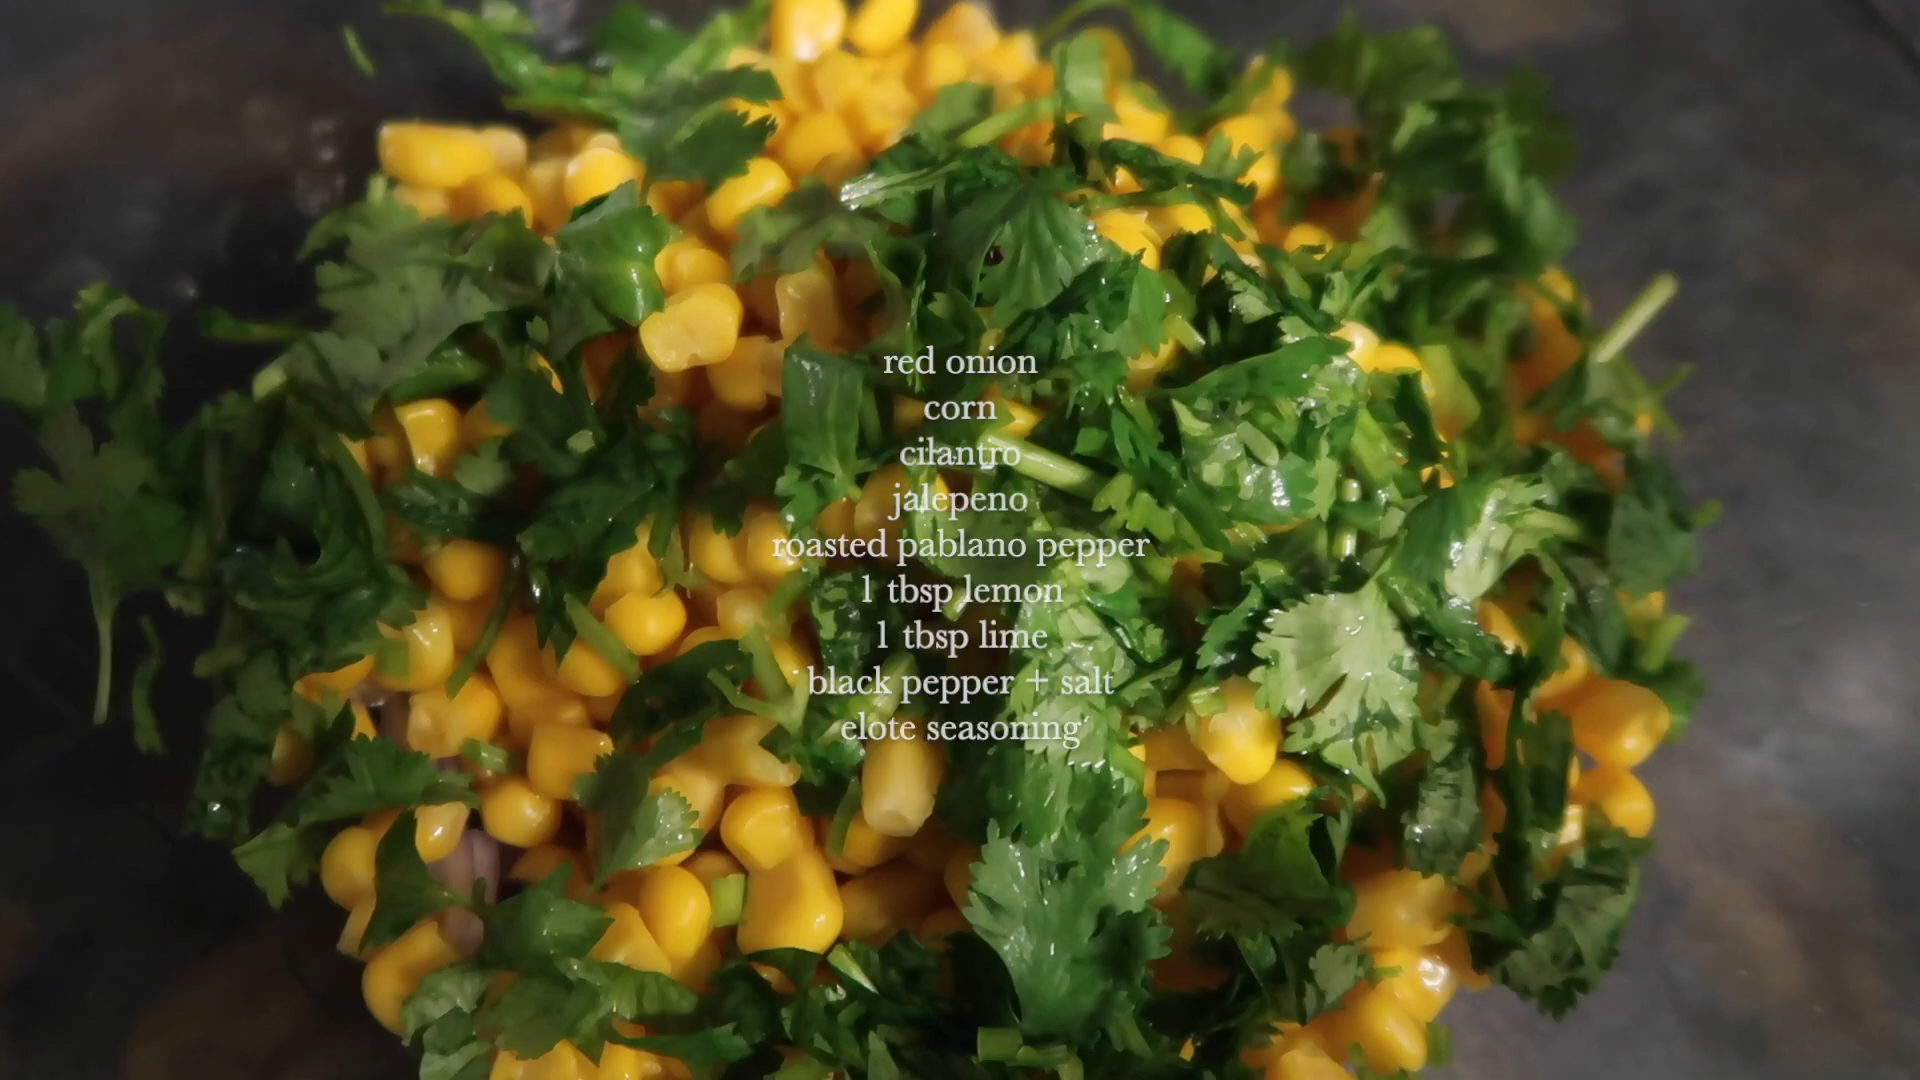 red onion
corn
cilantro
jalepeno
roasted pablano pepper
1 tbsp lemon
1 tbsp lime
black pepper + salt
elote seasoning